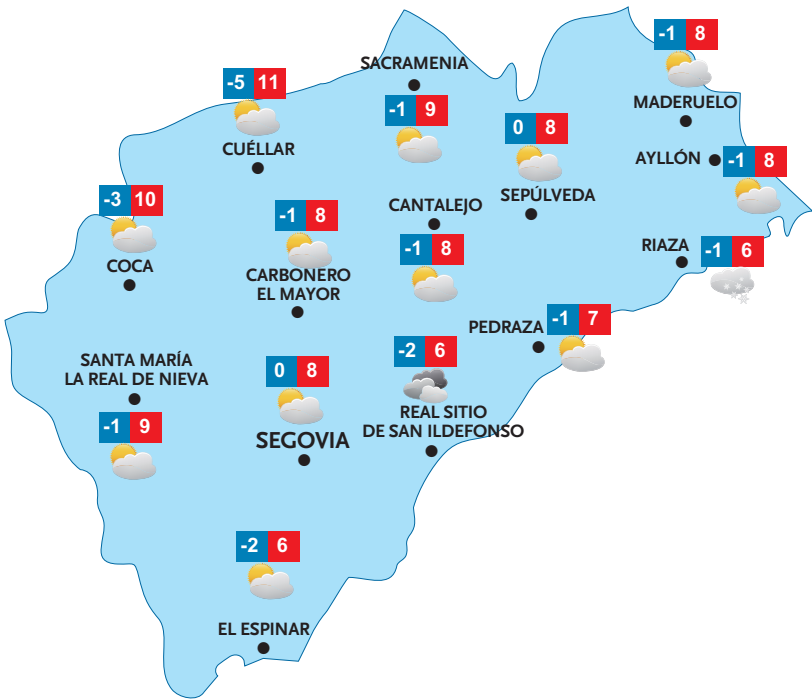 -1 8
MADERUELO
SACRAMENIA
-1 9
-5 11
CUÉLLAR
0 8
SEPÚLVEDA
AYLLÓN
-1 8
-3 10
COCA
-1 8
CARBONERO
EL MAYOR
CANTALEJO
-1 8
RIAZA
-1 6
PEDRAZA
-1 7
SANTA MARÍA
LA REAL DE NIEVA
-1 9
0 8
SEGOVIA
-2 6
REAL SITIO
DE SAN ILDEFONSO
-2 6
EL ESPINAR